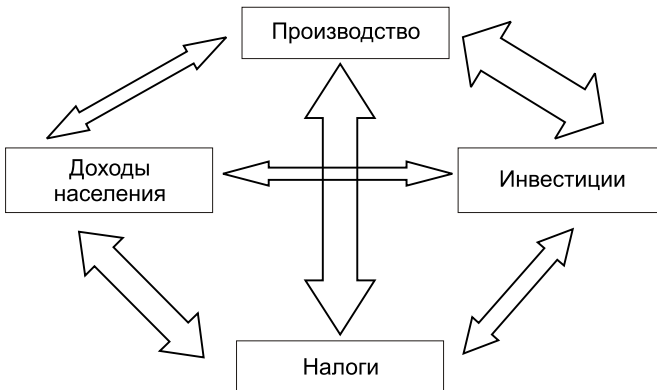 Производство
Доходы
населения
Инвестиции
Налоги